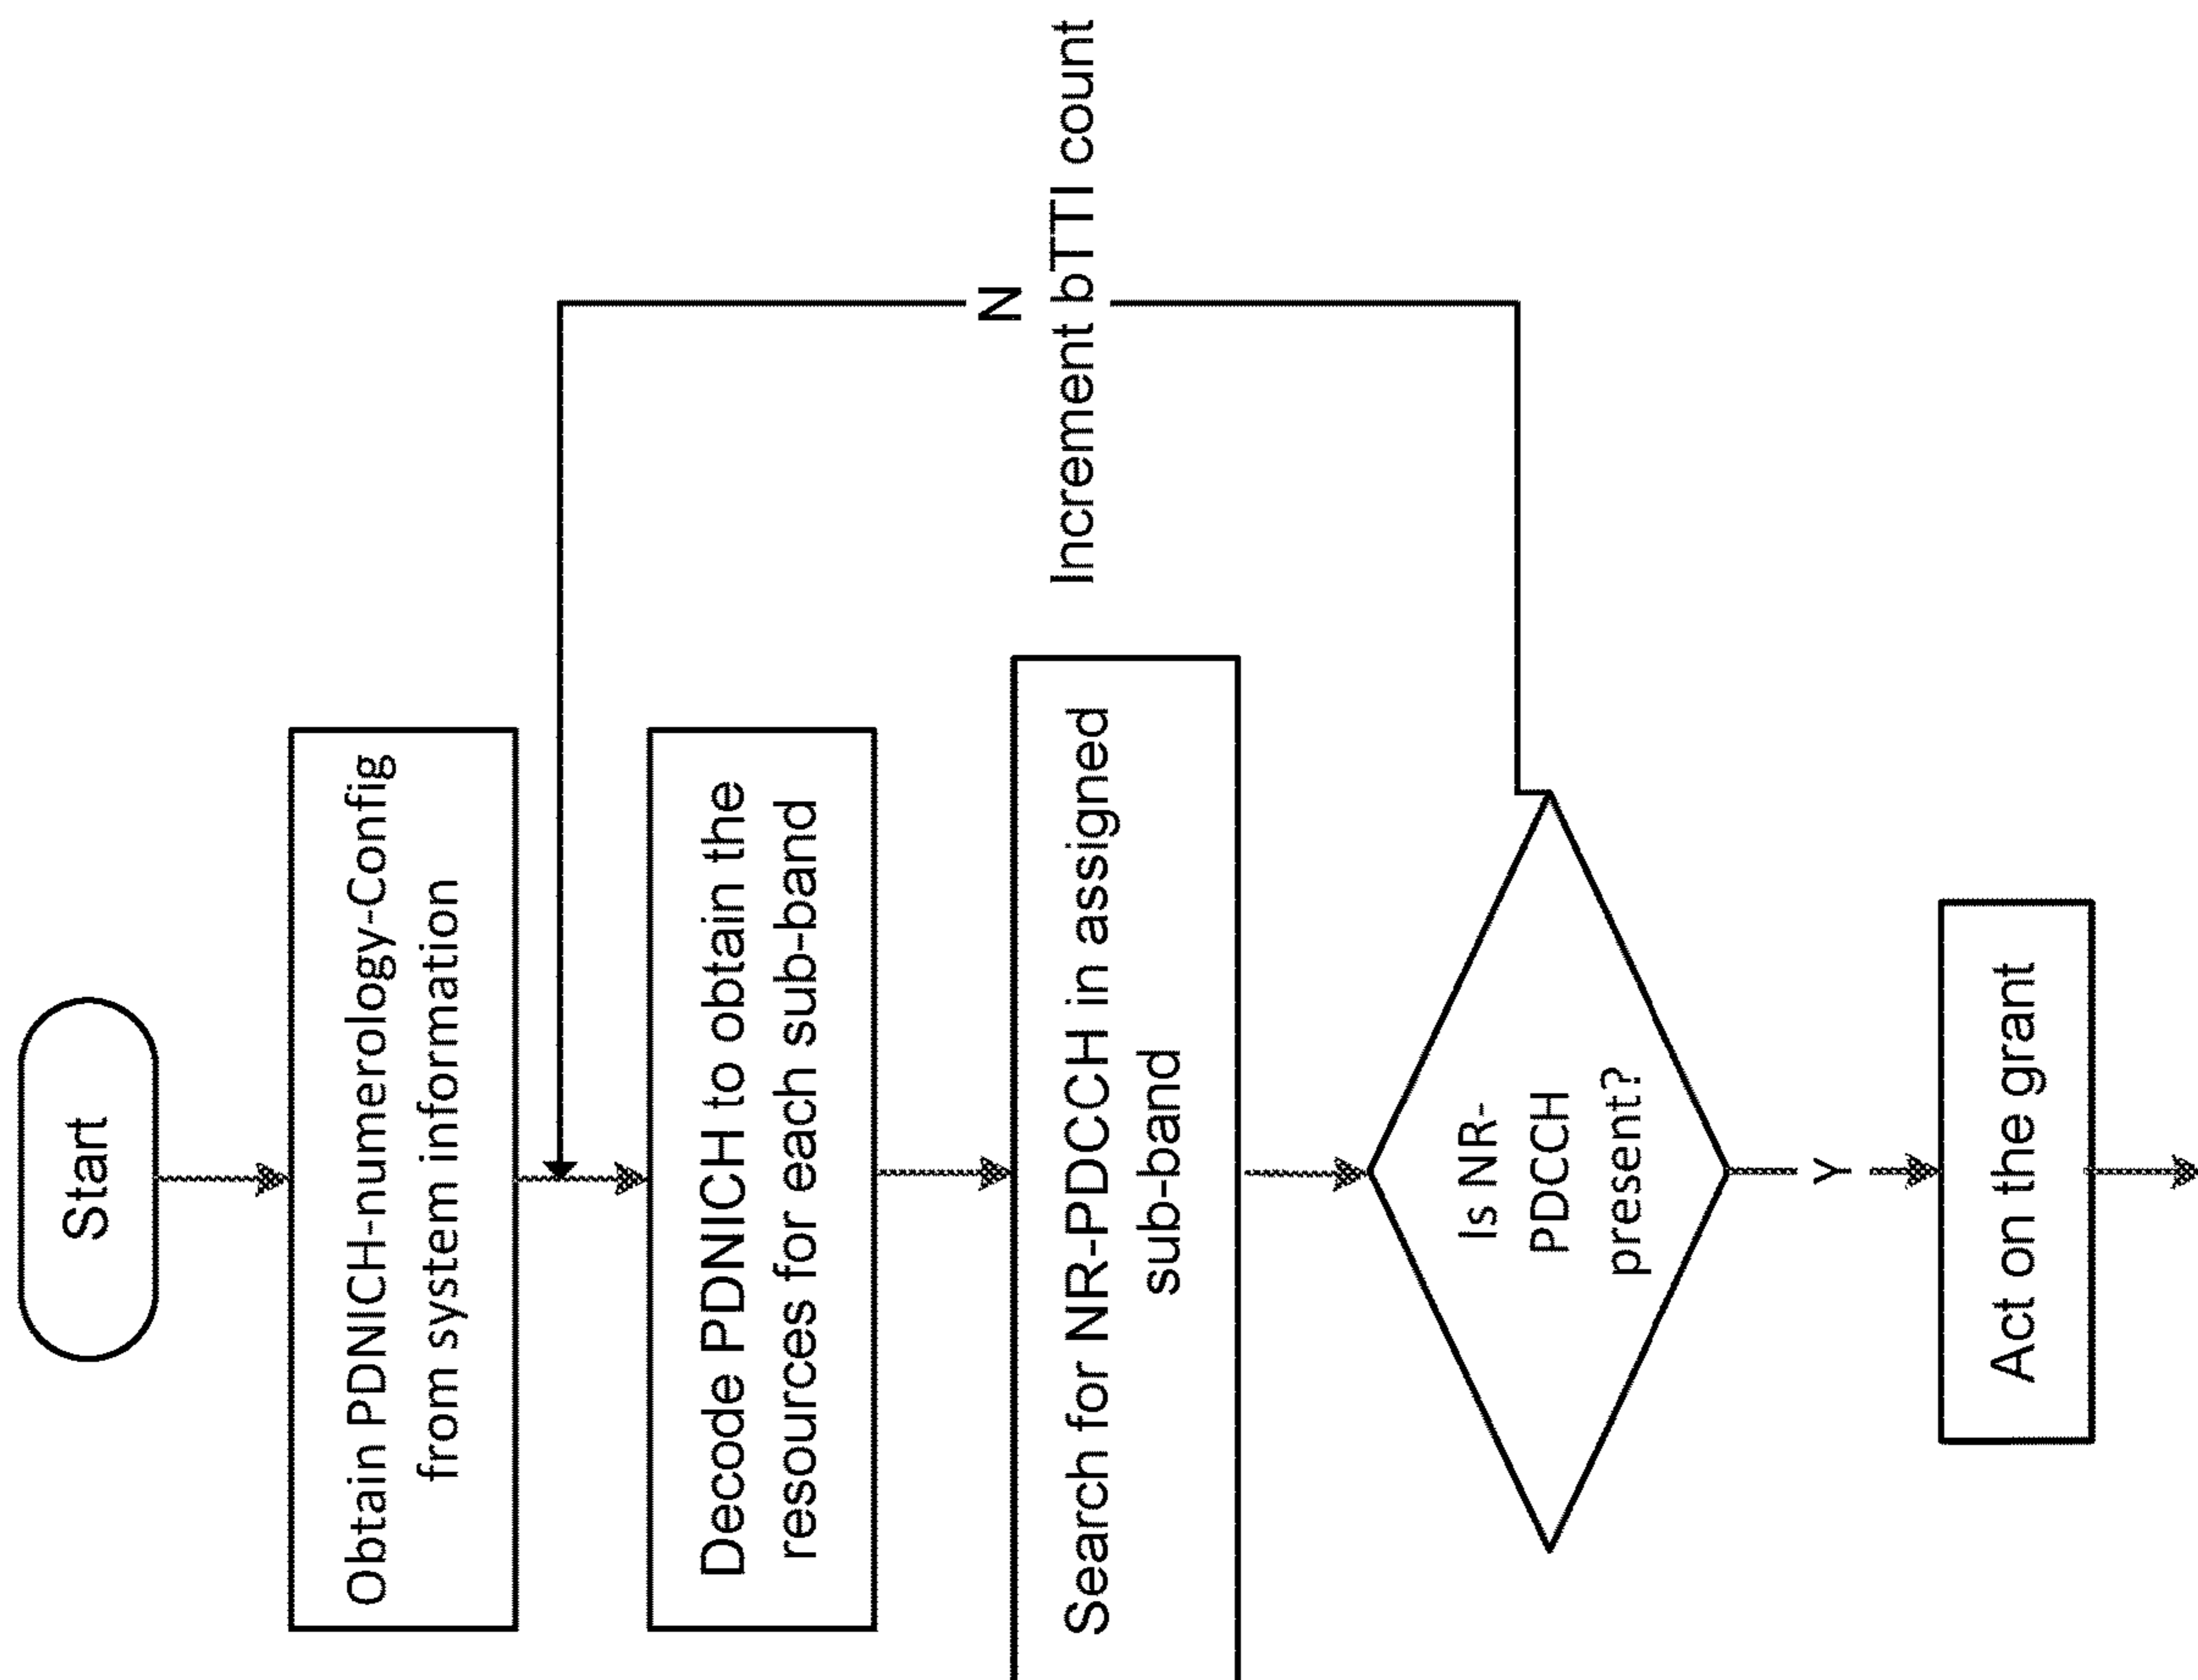 Start
Obtain PDNICH-numerology-Config
from system information
Decode PDNICH to obtain the
resources for each sub-band
Search for NR-PDCCH in assigned
sub-band
N
Increment bTTI count
Is NR-
PDCCH
present?
Y
Act on the grant